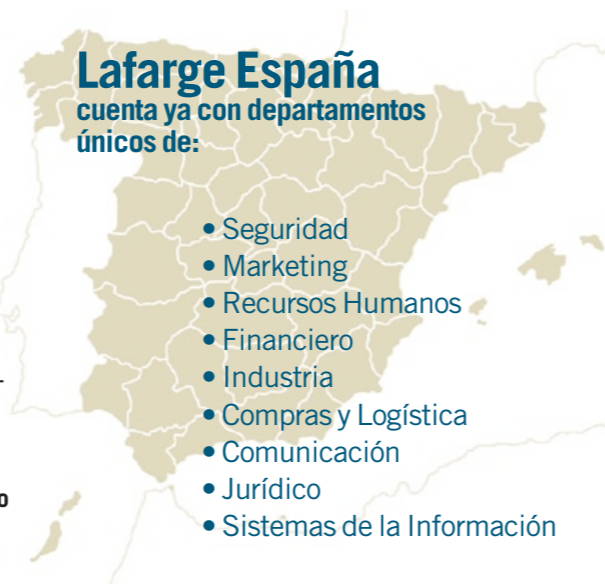 Lafarge España
cuenta ya con departamentos
únicos de:
• Seguridad
• Marketing
• Recursos Humanos
• Financiero
• Industria
• Compras y Logística
• Comunicación
• Jurídico
• Sistemas de la Información